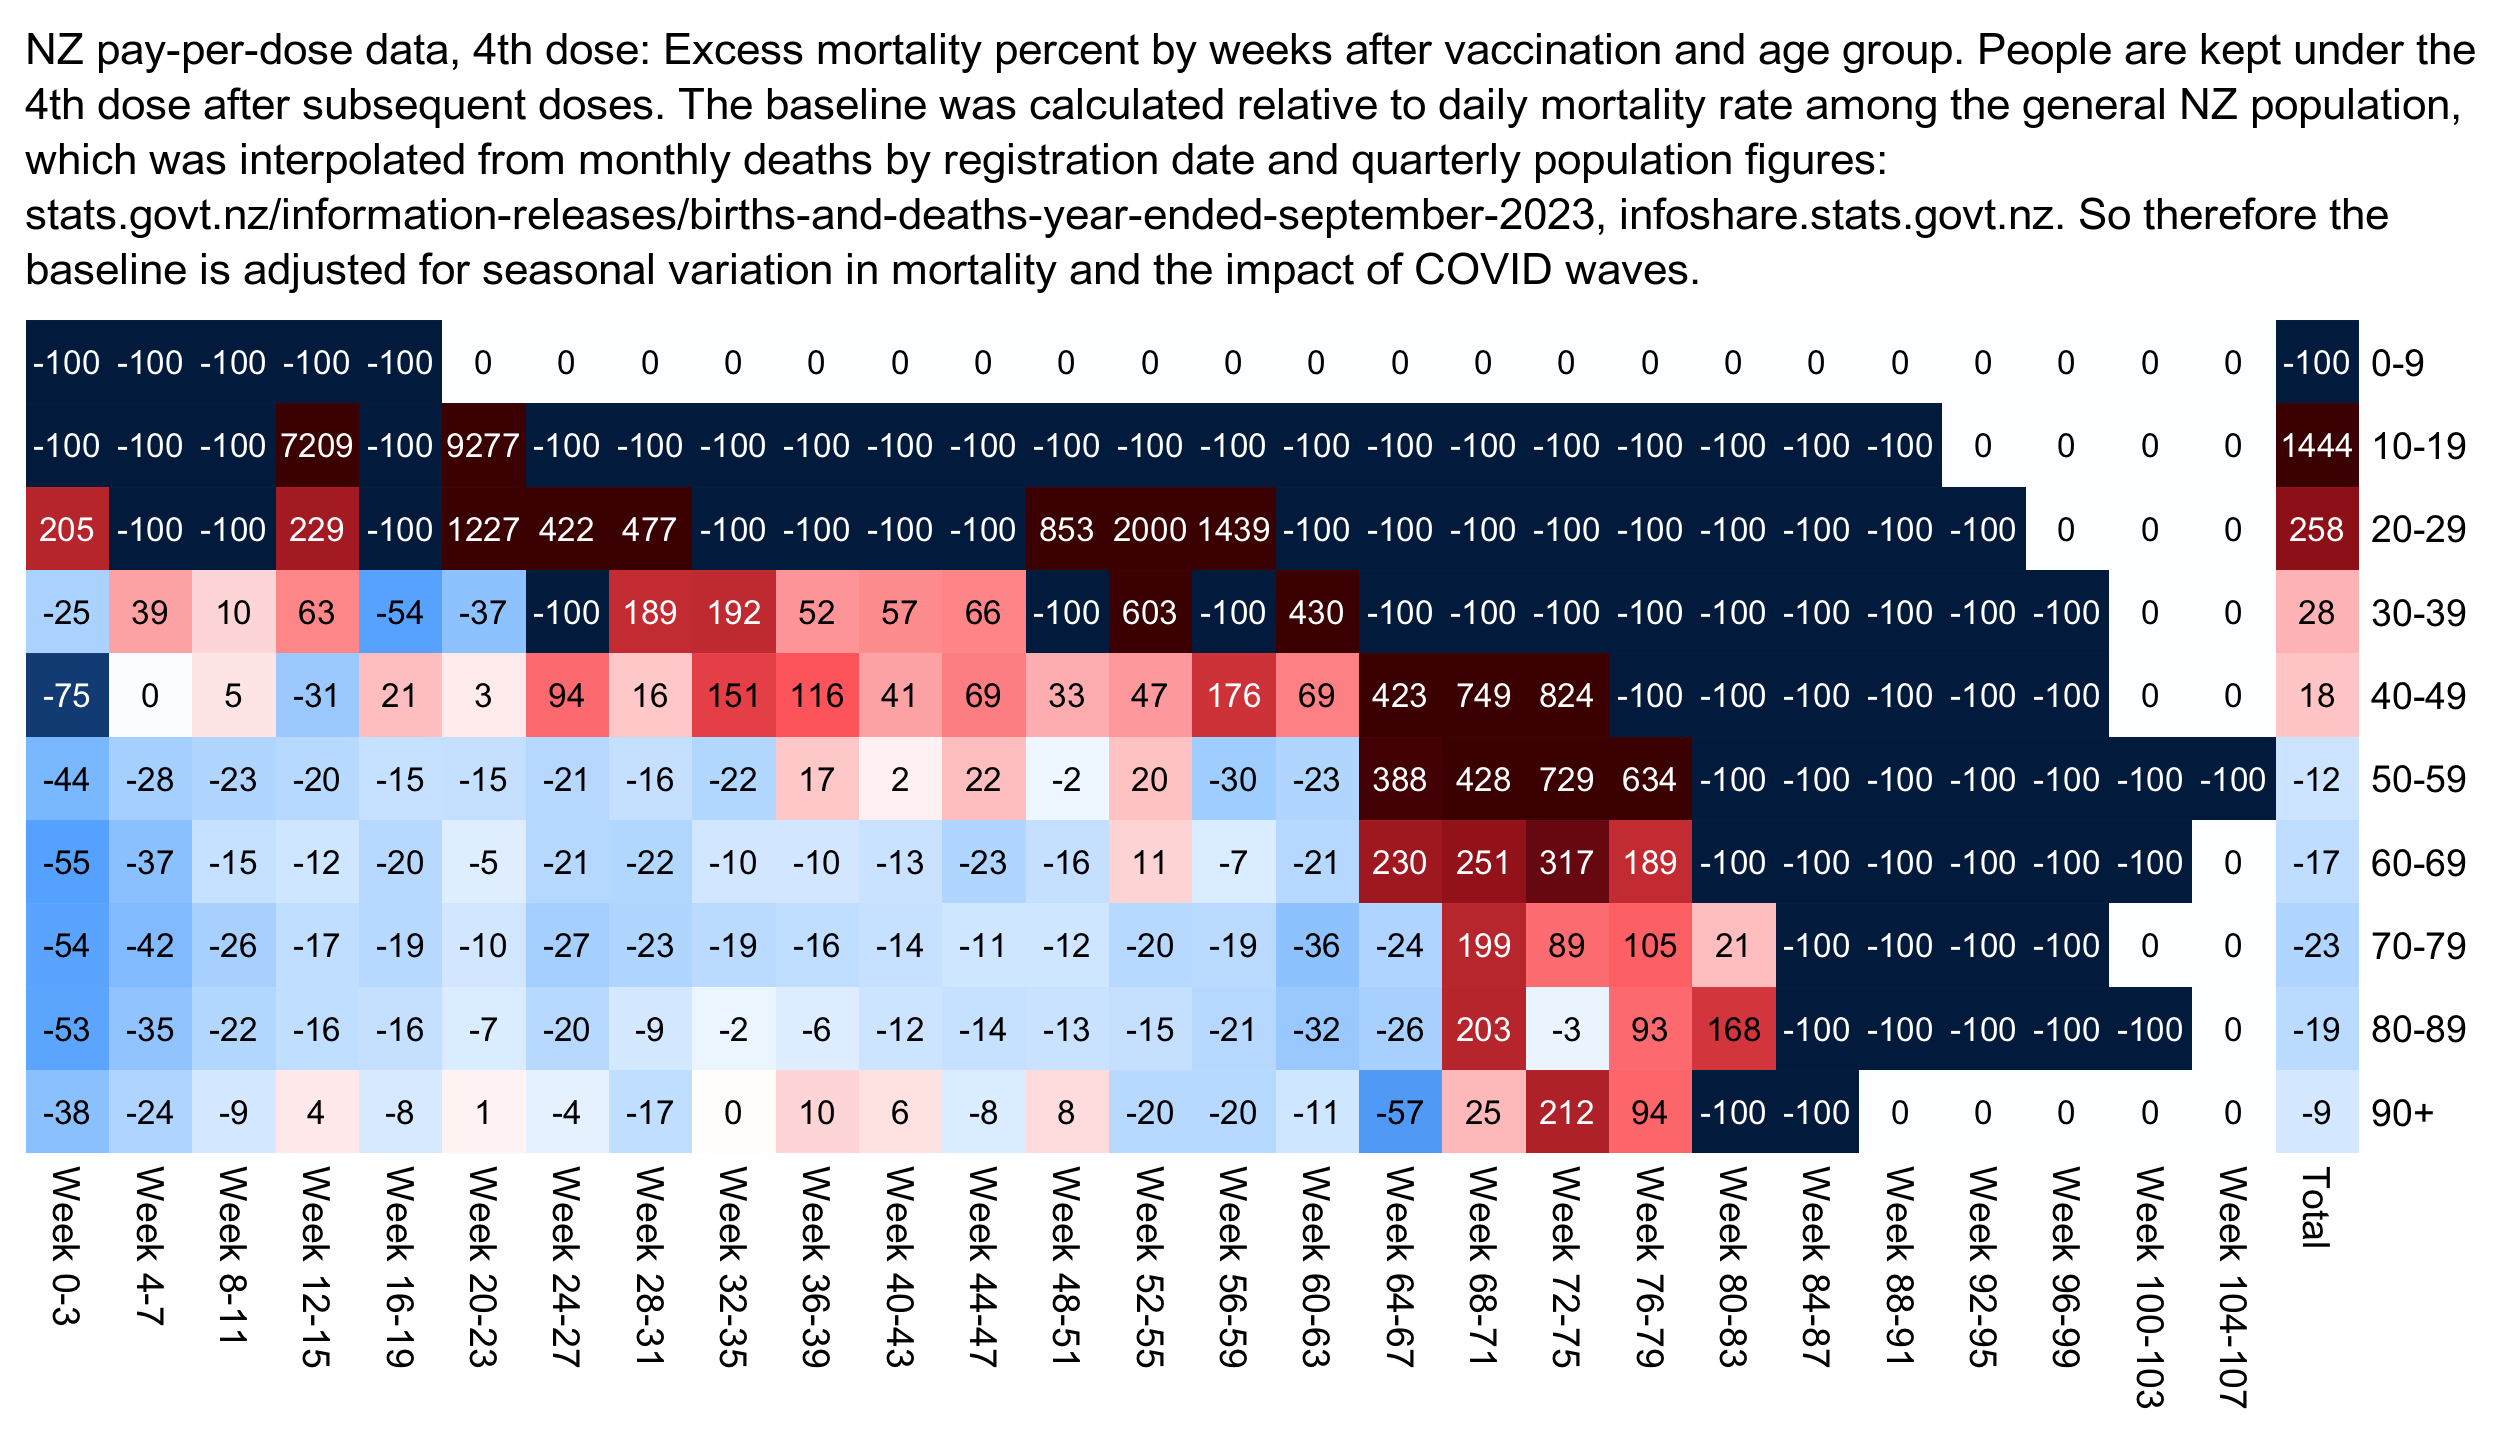 NZ pay-per-dose data, 4th dose: Excess mortality percent by weeks after vaccination and age group. People are kept under the
4th dose after subsequent doses. The baseline was calculated relative to daily mortality rate among the general NZ population,
which was interpolated from monthly deaths by registration date and quarterly population figures:
stats.govt.nz/information-releases/births-and-deaths-year-ended-september-2023, infoshare.stats.govt.nz. So therefore the
baseline is adjusted for seasonal variation in mortality and the impact of COVID waves.
-100 -100 -100 -100 -100 0 0 0 0 0 0 0 0 0 0 0 0 0 0 0 0 0 0 0 0 0 0 -100 0-9
-100 -100 -100 7209 -100 9277 -100 -100 -100 -100 -100 -100 -100 -100 -100 -100 -100 -100 -100 -100 -100 -100 -100 0 0 0 0 1444 10-19
205 -100 -100 229 -100 1227 422 477 -100 -100 -100 -100 853 2000 1439 -100 -100 -100 -100 -100 -100 -100 -100 -100 0 0 0 258 20-29
-25 39 10 63 -54 -37 -100 189 192 52 57 66 -100 603 -100 430 -100 -100 -100 -100 -100 -100 -100 -100 -100 0 0 28 30-39
-75 0 5 -31 21 3 94 16 151 116 41 69 33 47 176 69 423 749 824 -100 -100 -100 -100 -100 -100 0 0 18 40-49
-44 -28 -23 -20 -15 -15 -21 -16 -22 17 2 22 -2 20 -30 -23 388 428 729 634 -100 -100 -100 -100 -100 -100 -100 -12 50-59
-55 -37 -15 -12 -20 -5 -21 -22 -10 -10 -13 -23 -16 11 -7 -21 230 251 317 189 -100 -100 -100 -100 -100 -100 0 -17 60-69
-54 -42 -26 -17 -19 -10 -27 -23 -19 -16 -14 -11 -12 -20 -19 -36 -24 199 89 105 21 -100 -100 -100 -100 0 0 -23 70-79
-53 -35 -22 -16 -16 -7 -20 -9 -2 -6 -12 -14 -13 -15 -21 -32 -26 203 -3 93 168 -100 -100 -100 -100 -100 0 -19 80-89
-38 -24 -9 4 -8 1 -4 -17 0 10 6 -8 8 -20 -20 -11 -57 25 212 94 -100 -100 0 0 0 0 0 -9 90+
Week 0-3
Week 4-7
Week 8-11
Week 12-15
Week 16-19
Week 20-23
Week 24-27
Week 28-31
Week 32-35
Week 36-39
Week 40-43
Week 44-47
Week 48-51
Week 52-55
Week 56-59
Week 60-63
Week 64-67
Week 68-71
Week 72-75
Week 76-79
Week 80-83
Week 84-87
Week 88-91
Week 92-95
Week 96-99
Week 100-103
Week 104-107
Total